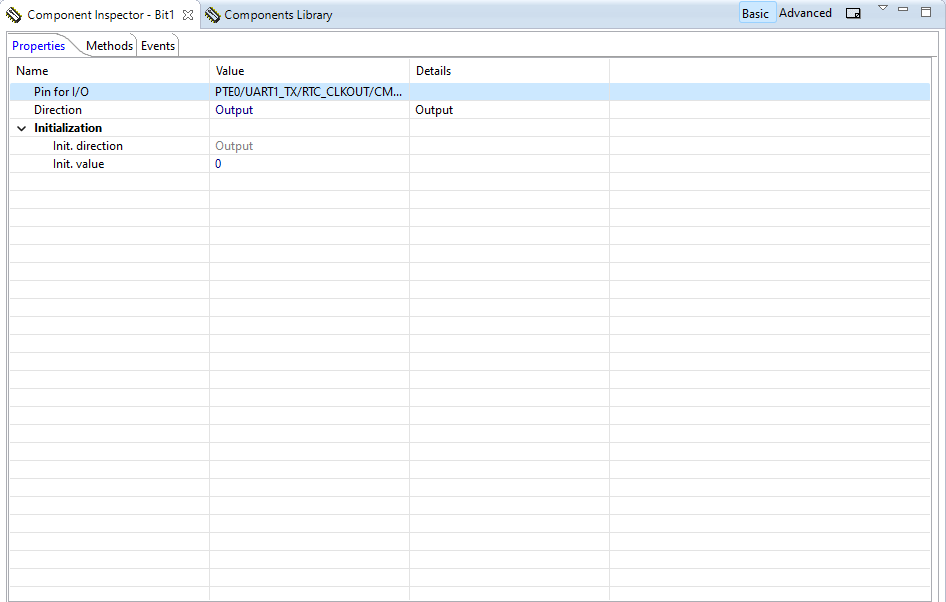 Component Inspector - Bit1 Components Library Basic Advanced
Properties Methods Events
Name Value Details
Pin for I/O PTE0/UART1_TX/RTC_CLKOUT/CM...
Direction Output Output
Initialization
Init. direction Output
Init. value 0